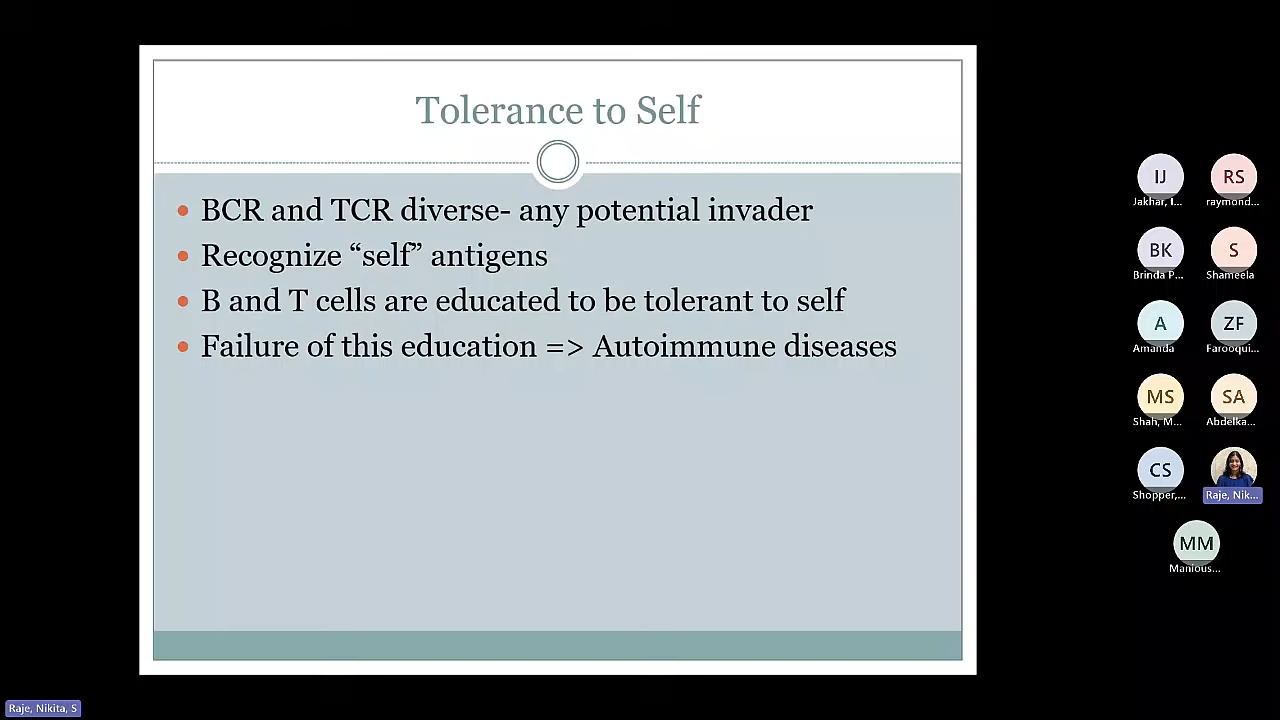 Tolerance to Self
BCR and TCR diverse- any potential invader
Recognize “self” antigens
B and T cells are educated to be tolerant to self
Failure of this education => Autoimmune diseases
IJ
Jakhar, I...
RS
raymond...
BK
Brinda P...
S
Shameela
A
Amanda
ZF
Farooqui...
MS
Shah, M...
SA
Abdelka...
CS
Shopper,...
Raje, Nik...
MM
Manious...
Raje, Nikita, S